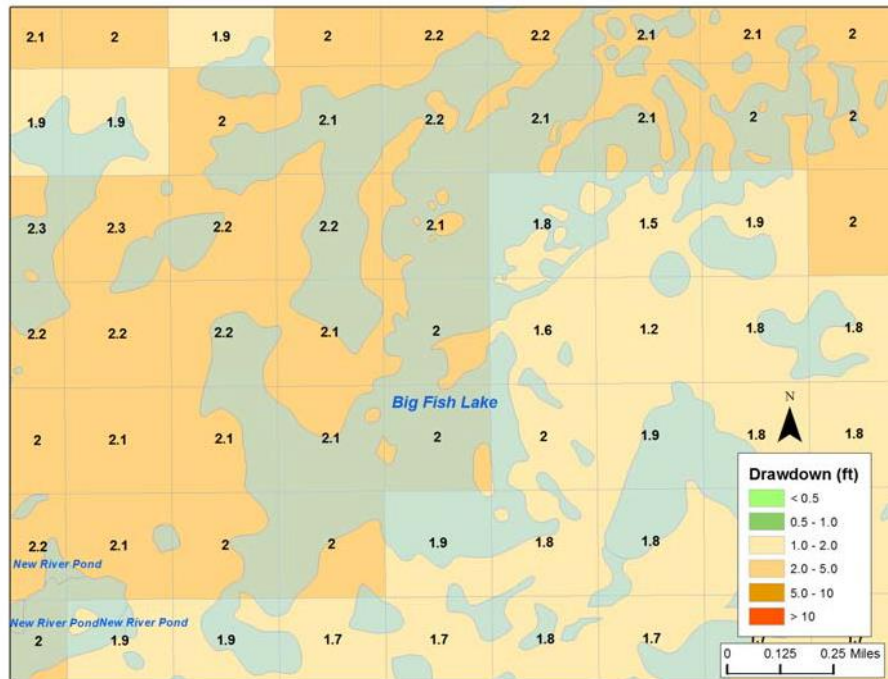 2.1 2 1.9 2 2.2 2.2 2.1 2.1 2
1.9 1.9 2 2.1 2.2 2.1 2.1 2 2
2.3 2.3 2.2 2.2 2.1 1.8 1.5 1.9 2
2.2 2.2 2.2 2.1 2 1.6 1.2 1.8 1.8
Big Fish Lake
N
2 2.1 2.1 2.1 2 2 1.9 1.8 1.8
2.2 2.1 2 2 1.9 1.8 1.8
New River Pond
New River Pond New River Pond
2 1.9 1.9 1.7 1.7 1.8 1.7
Drawdown (ft)
< 0.5
0.5 - 1.0
1.0 - 2.0
2.0 - 5.0
5.0 - 10
> 10
0 0.125 0.25 Miles